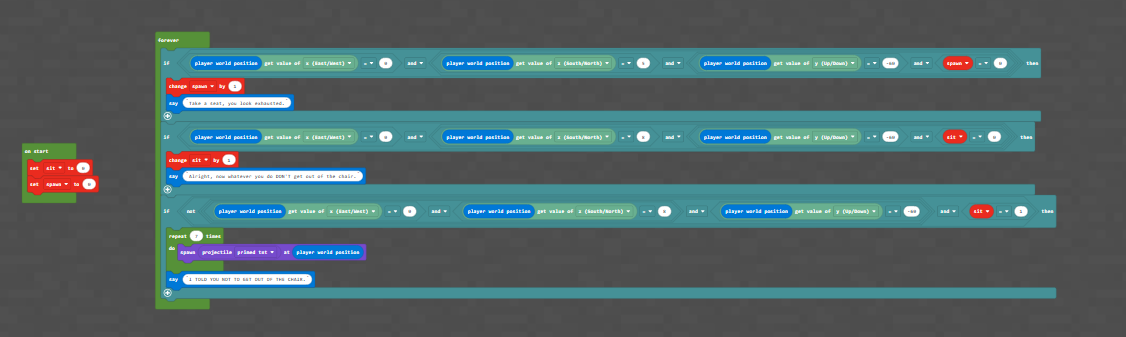 on start
set sit to 0
set spawn to 0
forever
if player world position get value of x (East/West) = 0 and player world position get value of z (South/North) = and player world position get value of y (Up/Down) = -60 and spawn = 0 then
change spawn by 1
say Take a seat, you look exhausted.
if player world position get value of x (East/West) = 0 and player world position get value of z (South/North) = and player world position get value of y (Up/Down) = -60 and sit = 0 then
change sit by 1
say Alright, now whatever you do DON'T get out of the chair.
if not player world position get value of x (East/West) = 0 and player world position get value of z (South/North) = and player world position get value of y (Up/Down) = -60 and sit = 1 then
repeat times
do spawn projectile primed tnt at player world position
say I TOLD YOU NOT TO GET OUT OF THE CHAIR.